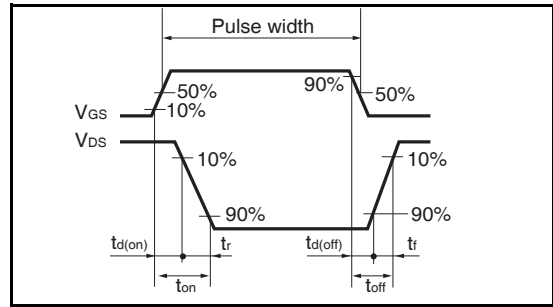 Pulse width
90%
50%
50%
10%
VGS
VDS
10%
10%
90%
90%
td(on)
tr
td(off)
tf
ton
toff